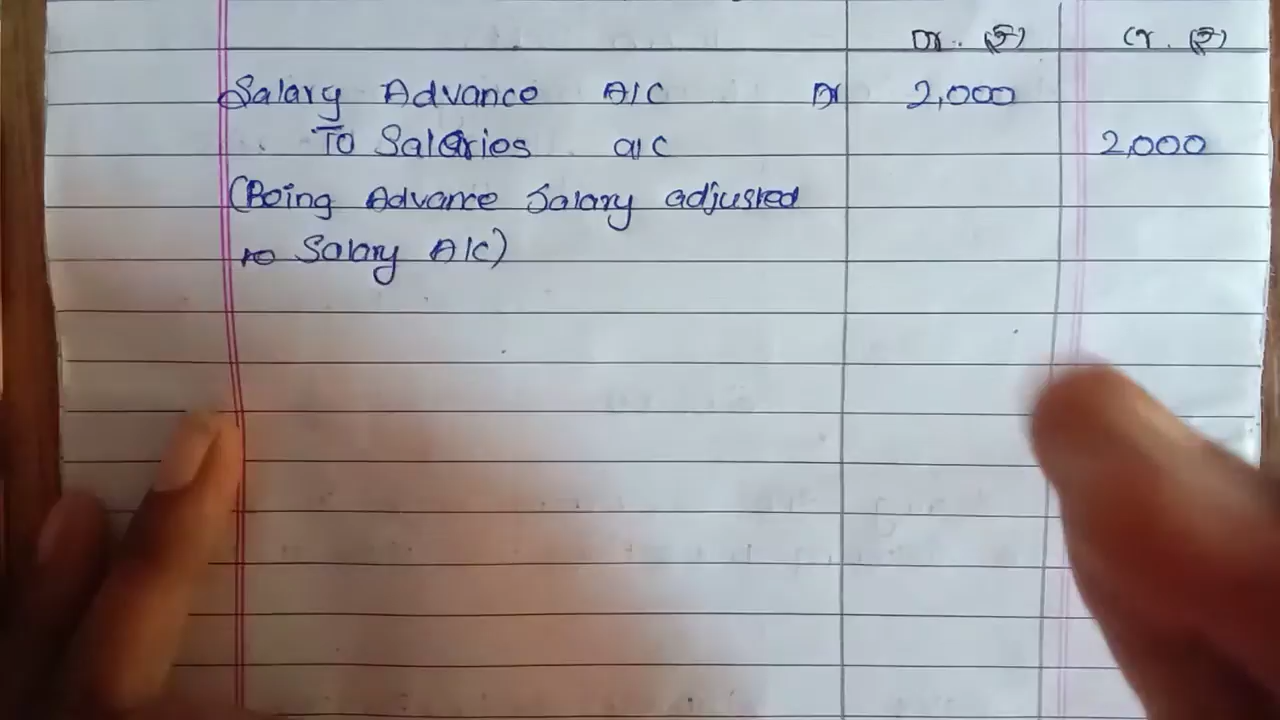 Dr. (₹) Cr. (₹)
Salary Advance A/C Dr 2,000
To Salaries a/c 2,000
(Being Advance Salary adjusted
to Salary A/C)